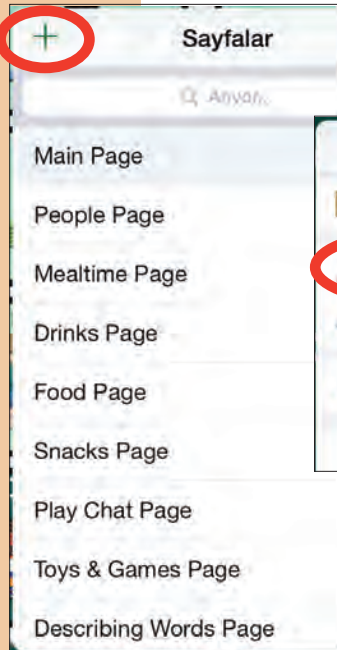 Sayfalar
Main Page
People Page
Mealtime Page
Drinks Page
Food Page
Snacks Page
Play Chat Page
Toys & Games Page
Describing Words Page